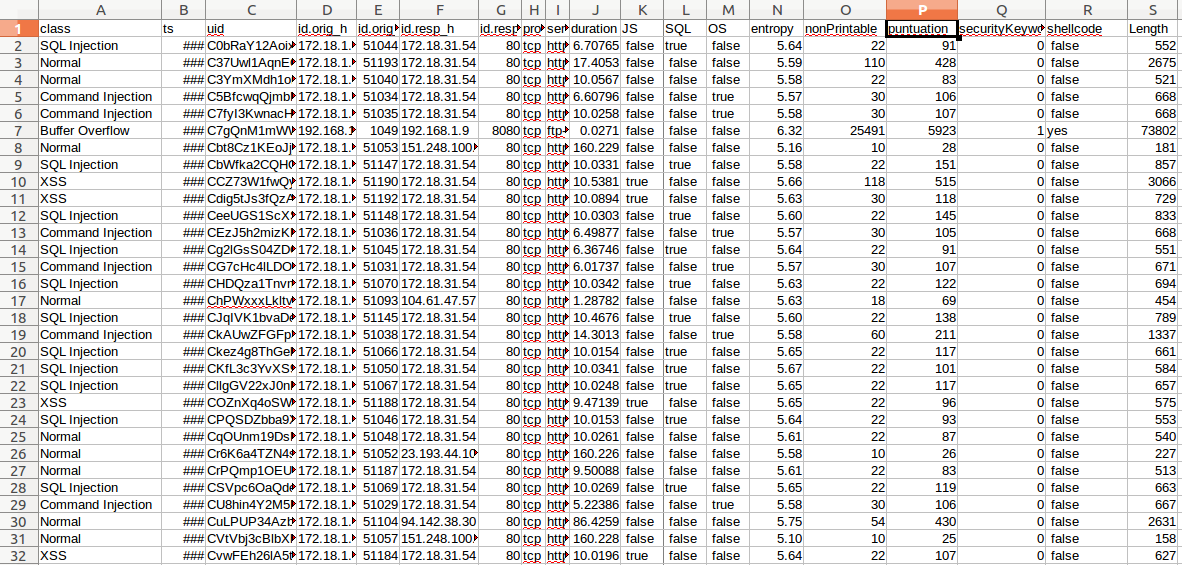 A B C D E F G H I J K L M N O P Q R S
1 class ts uid id.orig_h id.orig_ id.resp_h id.resp pro ser duration JS SQL OS entropy nonPrintable puntuation securityKeywo shellcode Length
2 SQL Injection ### C0bRaY12Aoi 172.18.1. 51044 172.18.31.54 80 tcp http 6.70765 false true false 5.64 22 91 0 false 552
3 Normal ### C37Uwl1AqnE 172.18.1. 51193 172.18.31.54 80 tcp http 17.4053 false false false 5.59 110 428 0 false 2675
4 Normal ### C3YmXMdh1o 172.18.1. 51040 172.18.31.54 80 tcp http 10.0567 false false false 5.58 22 83 0 false 521
5 Command Injection ### C5BfcwqQjmb 172.18.1. 51034 172.18.31.54 80 tcp http 6.60796 false false true 5.57 30 106 0 false 668
6 Command Injection ### C7fyI3KwnacH 172.18.1. 51035 172.18.31.54 80 tcp http 10.0258 false false true 5.58 30 107 0 false 668
7 Buffer Overflow ### C7gQnM1mW 192.168.1 1049 192.168.1.9 8080 tcp ftp- 0.0271 false false false 6.32 25491 5923 1 yes 73802
8 Normal ### Cbt8Cz1KEoJj 172.18.1. 51053 151.248.100 80 tcp http 160.229 false false false 5.16 10 28 0 false 181
9 SQL Injection ### CbWfka2CQH0 172.18.1. 51147 172.18.31.54 80 tcp http 10.0331 false true false 5.58 22 151 0 false 857
10 XSS ### CCZ73W1fwQy 172.18.1. 51190 172.18.31.54 80 tcp http 10.5381 true false false 5.66 118 515 0 false 3066
11 XSS ### Cdig5tJs3fQzA 172.18.1. 51192 172.18.31.54 80 tcp http 10.0894 true false false 5.63 30 118 0 false 729
12 SQL Injection ### CeeUGS1ScX 172.18.1. 51148 172.18.31.54 80 tcp http 10.0303 false true false 5.60 22 145 0 false 833
13 Command Injection ### CEzJ5h2mizK 172.18.1. 51036 172.18.31.54 80 tcp http 6.49877 false false true 5.57 30 105 0 false 668
14 SQL Injection ### Cg2lGsS04ZD 172.18.1. 51045 172.18.31.54 80 tcp http 6.36746 false true false 5.64 22 91 0 false 551
15 Command Injection ### CG7cHc4lLDO 172.18.1. 51031 172.18.31.54 80 tcp http 6.01737 false false true 5.57 30 107 0 false 671
16 SQL Injection ### CHDQza1Tnvr 172.18.1. 51070 172.18.31.54 80 tcp http 10.0342 false true false 5.63 22 122 0 false 694
17 Normal ### ChPWxxxLkltv 172.18.1. 51093 104.61.47.57 80 tcp http 1.28782 false false false 5.63 18 69 0 false 454
18 SQL Injection ### CJqIVK1bvaD 172.18.1. 51145 172.18.31.54 80 tcp http 10.4676 false true false 5.60 22 138 0 false 789
19 Command Injection ### CkAUwZFGFp 172.18.1. 51038 172.18.31.54 80 tcp http 14.3013 false false true 5.58 60 211 0 false 1337
20 SQL Injection ### Ckez4g8ThGe 172.18.1. 51066 172.18.31.54 80 tcp http 10.0154 false true false 5.65 22 117 0 false 661
21 SQL Injection ### CKfL3c3YvXS 172.18.1. 51050 172.18.31.54 80 tcp http 10.0341 false true false 5.67 22 101 0 false 584
22 SQL Injection ### CllgGV22xJ0n 172.18.1. 51067 172.18.31.54 80 tcp http 10.0248 false true false 5.65 22 117 0 false 657
23 XSS ### COZnXq4oSW 172.18.1. 51188 172.18.31.54 80 tcp http 9.47139 true false false 5.65 22 96 0 false 575
24 SQL Injection ### CPQSDZbba9 172.18.1. 51046 172.18.31.54 80 tcp http 10.0153 false true false 5.64 22 93 0 false 553
25 Normal ### CqOUnm19Ds 172.18.1. 51048 172.18.31.54 80 tcp http 10.0261 false false false 5.61 22 87 0 false 540
26 Normal ### Cr6K6a4TZN4 172.18.1. 51052 23.193.44.10 80 tcp http 160.226 false false false 5.58 10 26 0 false 227
27 Normal ### CrPQmp1OEU 172.18.1. 51187 172.18.31.54 80 tcp http 9.50088 false false false 5.61 22 83 0 false 513
28 SQL Injection ### CSVpc6OaQd 172.18.1. 51069 172.18.31.54 80 tcp http 10.0269 false true false 5.65 22 119 0 false 663
29 Command Injection ### CU8hin4Y2M5 172.18.1. 51029 172.18.31.54 80 tcp http 5.22386 false false true 5.58 30 106 0 false 667
30 Normal ### CuLPUP34Azt 172.18.1. 51104 94.142.38.30 80 tcp http 86.4259 false false false 5.75 54 430 0 false 2631
31 Normal ### CVtVbj3cBIbX 172.18.1. 51057 151.248.100 80 tcp http 160.228 false false false 5.10 10 25 0 false 158
32 XSS ### CvwFEh26lA5t 172.18.1. 51184 172.18.31.54 80 tcp http 10.0196 true false false 5.64 22 107 0 false 627